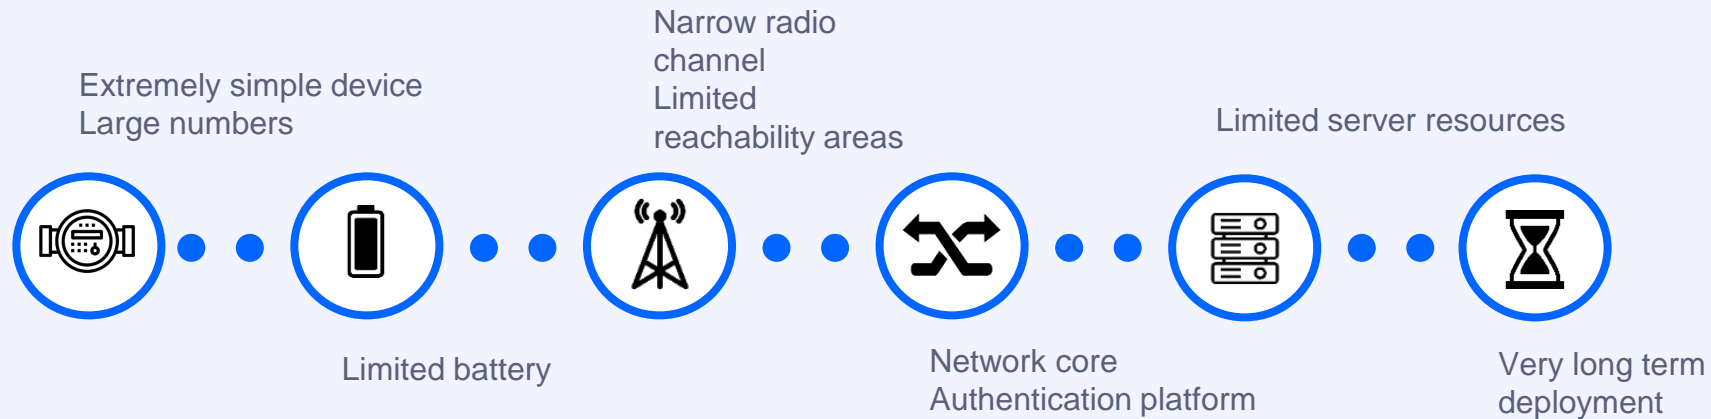 Extremely simple device
Large numbers
Limited battery
Narrow radio
channel
Limited
reachability areas
Network core
Authentication platform
Limited server resources
Very long term
deployment